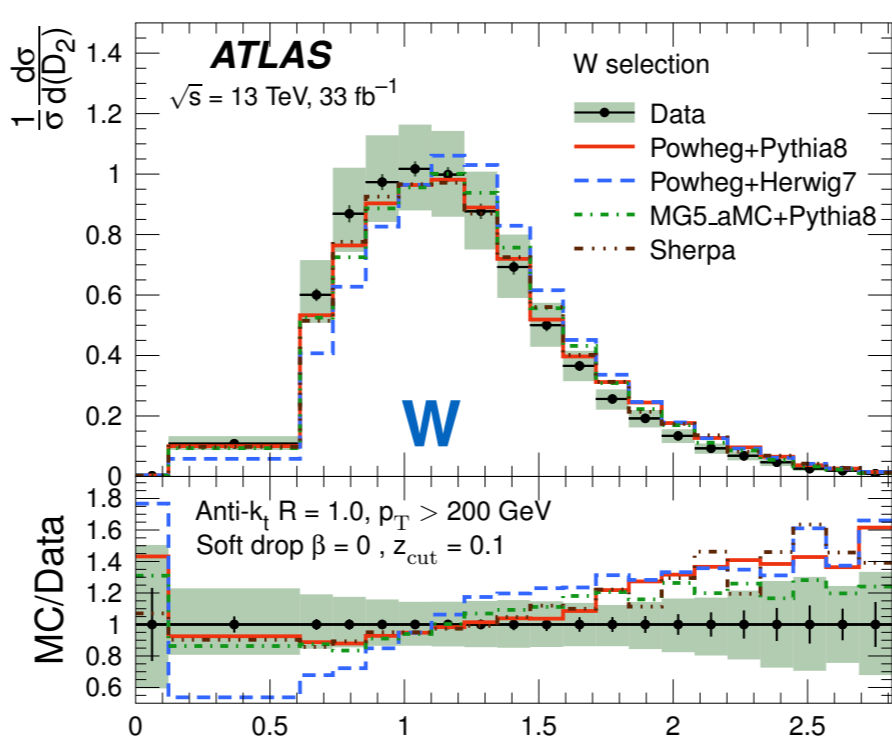 1/σ dσ/d(D₂)
ATLAS
√s = 13 TeV, 33 fb⁻¹
W selection
Data
Powheg+Pythia8
Powheg+Herwig7
MG5_aMC+Pythia8
Sherpa
1.4
1.2
1
0.8
0.6
0.4
0.2
0
W
MC/Data
Anti-kₜ R = 1.0, p_T > 200 GeV
Soft drop β = 0 , z_cut = 0.1
1.8
1.6
1.4
1.2
1
0.8
0.6
0 0.5 1 1.5 2 2.5